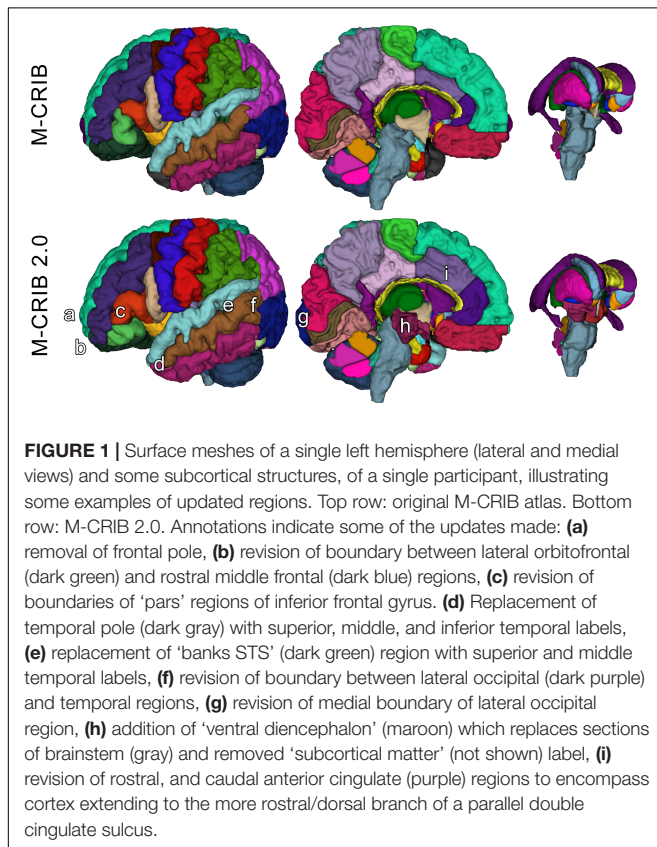 M-CRIB
M-CRIB 2.0
a
b
c
d
e
f
g
h
i
FIGURE 1 | Surface meshes of a single left hemisphere (lateral and medial
views) and some subcortical structures, of a single participant, illustrating
some examples of updated regions. Top row: original M-CRIB atlas. Bottom
row: M-CRIB 2.0. Annotations indicate some of the updates made: (a)
removal of frontal pole, (b) revision of boundary between lateral orbitofrontal
(dark green) and rostral middle frontal (dark blue) regions, (c) revision of
boundaries of ‘pars’ regions of inferior frontal gyrus. (d) Replacement of
temporal pole (dark gray) with superior, middle, and inferior temporal labels,
(e) replacement of ‘banks STS’ (dark green) region with superior and middle
temporal labels, (f) revision of boundary between lateral occipital (dark purple)
and temporal regions, (g) revision of medial boundary of lateral occipital
region, (h) addition of ‘ventral diencephalon’ (maroon) which replaces sections
of brainstem (gray) and removed ‘subcortical matter’ (not shown) label, (i)
revision of rostral, and caudal anterior cingulate (purple) regions to encompass
cortex extending to the more rostral/dorsal branch of a parallel double
cingulate sulcus.